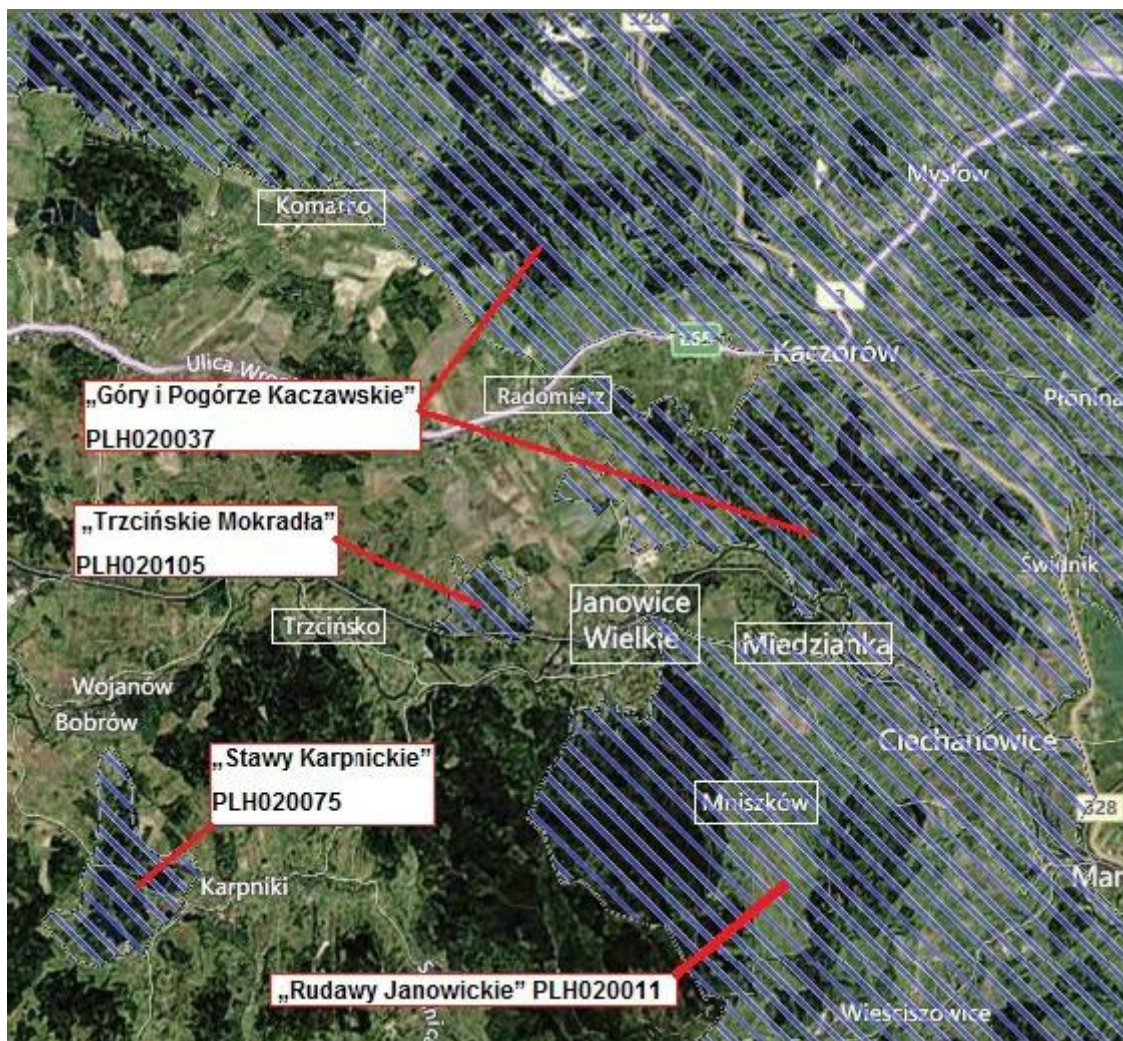 328
Mysłów
Komarno
3
Kaczorów
Ulica Wro
Radomierz
Płonina
„Góry i Pogórze Kaczawskie”
PLH020037
„Trzcińskie Mokradła”
PLH020105
Świdnik
Janowice
Wielkie
Trzcińsko
Miedzianka
Wojanów
Bobrów
Ciechanowice
„Stawy Karpnickie”
PLH020075
Mniszków
328
Mar
Karpniki
„Rudawy Janowickie” PLH020011
Wieściszowice